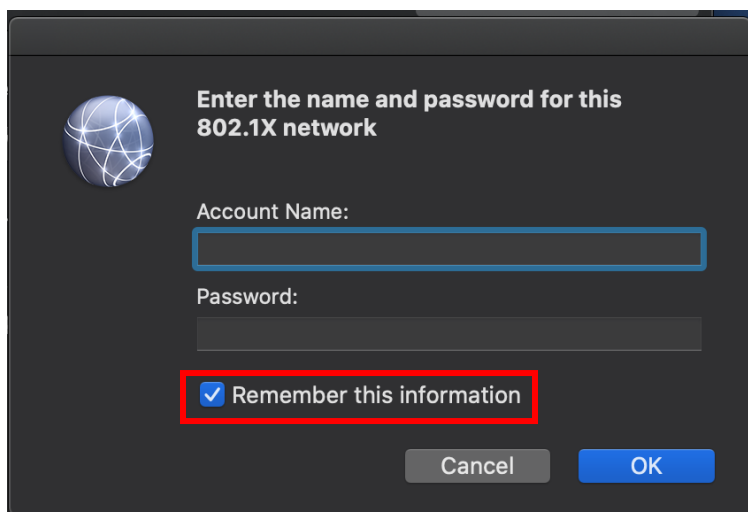 Enter the name and password for this
802.1X network
Account Name:
Password:
Remember this information
Cancel OK